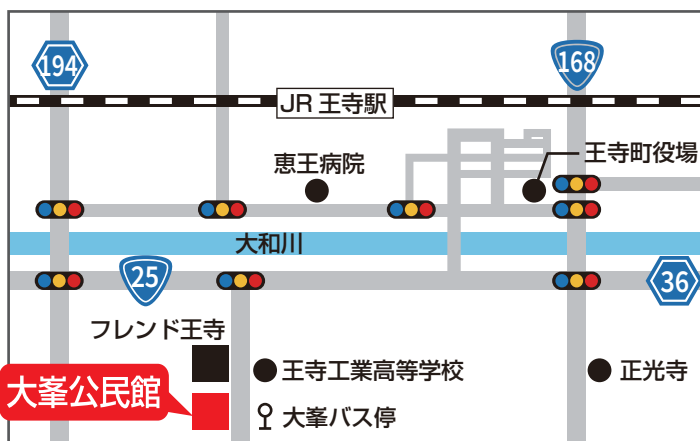 194
168
JR 王寺駅
恵王病院
王寺町役場
大和川
25
36
フレンド王寺
王寺工業高等学校
正光寺
大峯公民館
大峯バス停